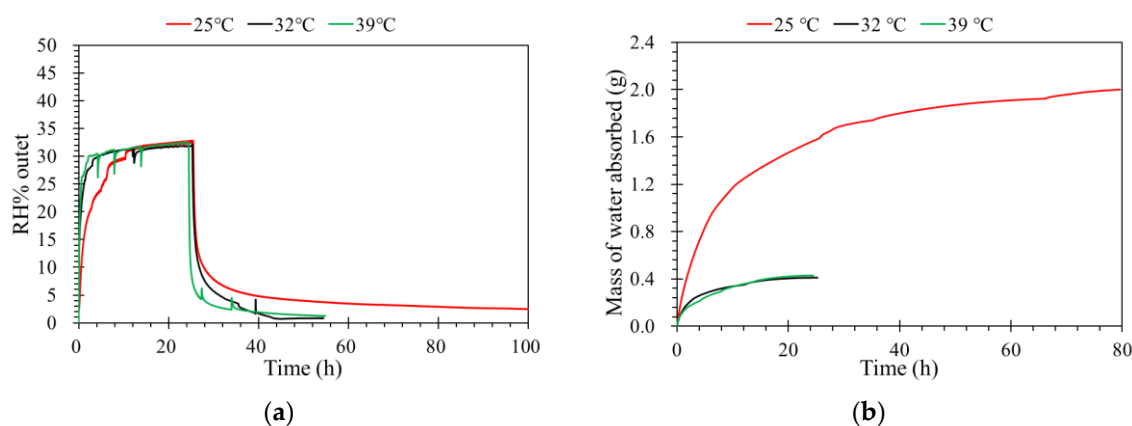 25℃ 32℃ 39℃
50
45
40
35
30
25
20
15
10
5
0
RH% outet
0 20 40 60 80 100
Time (h)
(a)
25 ℃ 32 ℃ 39 ℃
2.4
2.0
1.6
1.2
0.8
0.4
0.0
Mass of water absorbed (g)
0 20 40 60 80
Time (h)
(b)